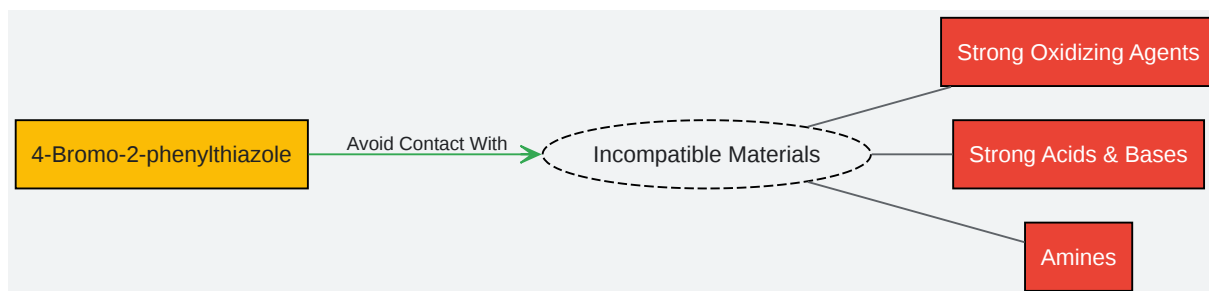 Strong Oxidizing Agents
4-Bromo-2-phenylthiazole
Avoid Contact With
Incompatible Materials
Strong Acids & Bases
Amines